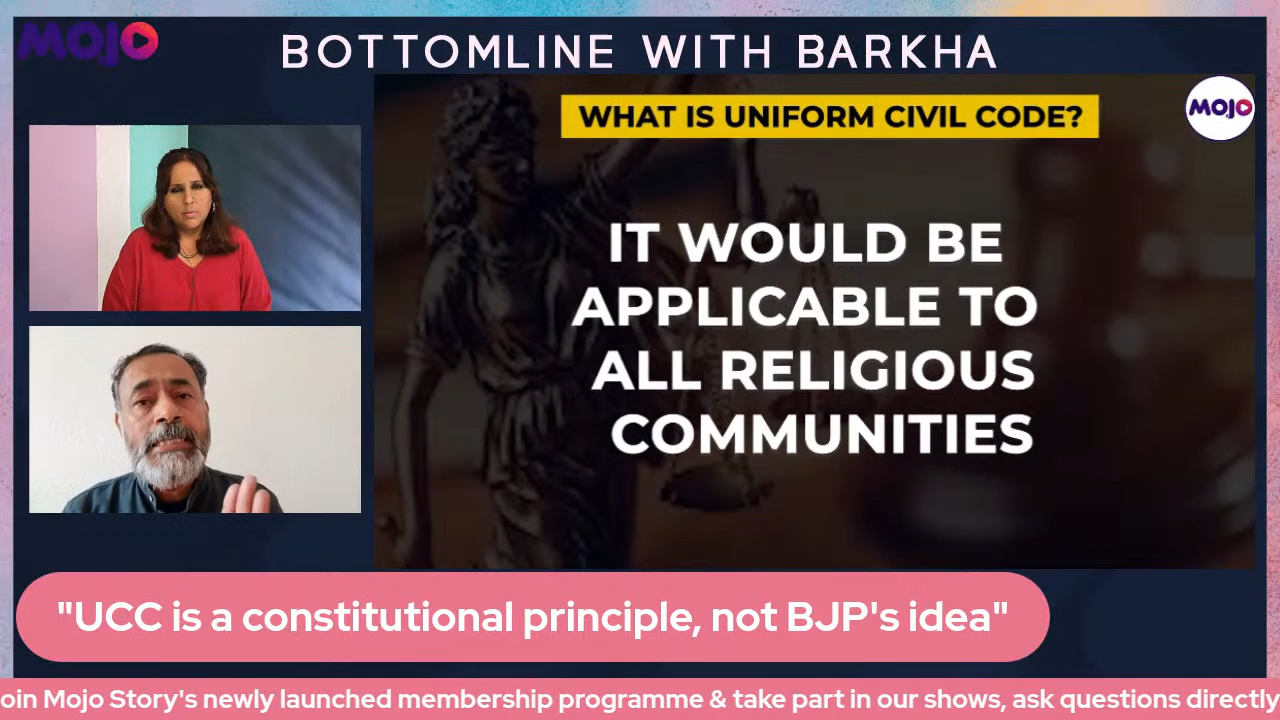 MOJO
BOTTOMLINE WITH BARKHA
WHAT IS UNIFORM CIVIL CODE?
MOJO
IT WOULD BE
APPLICABLE TO
ALL RELIGIOUS
COMMUNITIES
"UCC is a constitutional principle, not BJP's idea"
oin Mojo Story's newly launched membership programme & take part in our shows, ask questions directly